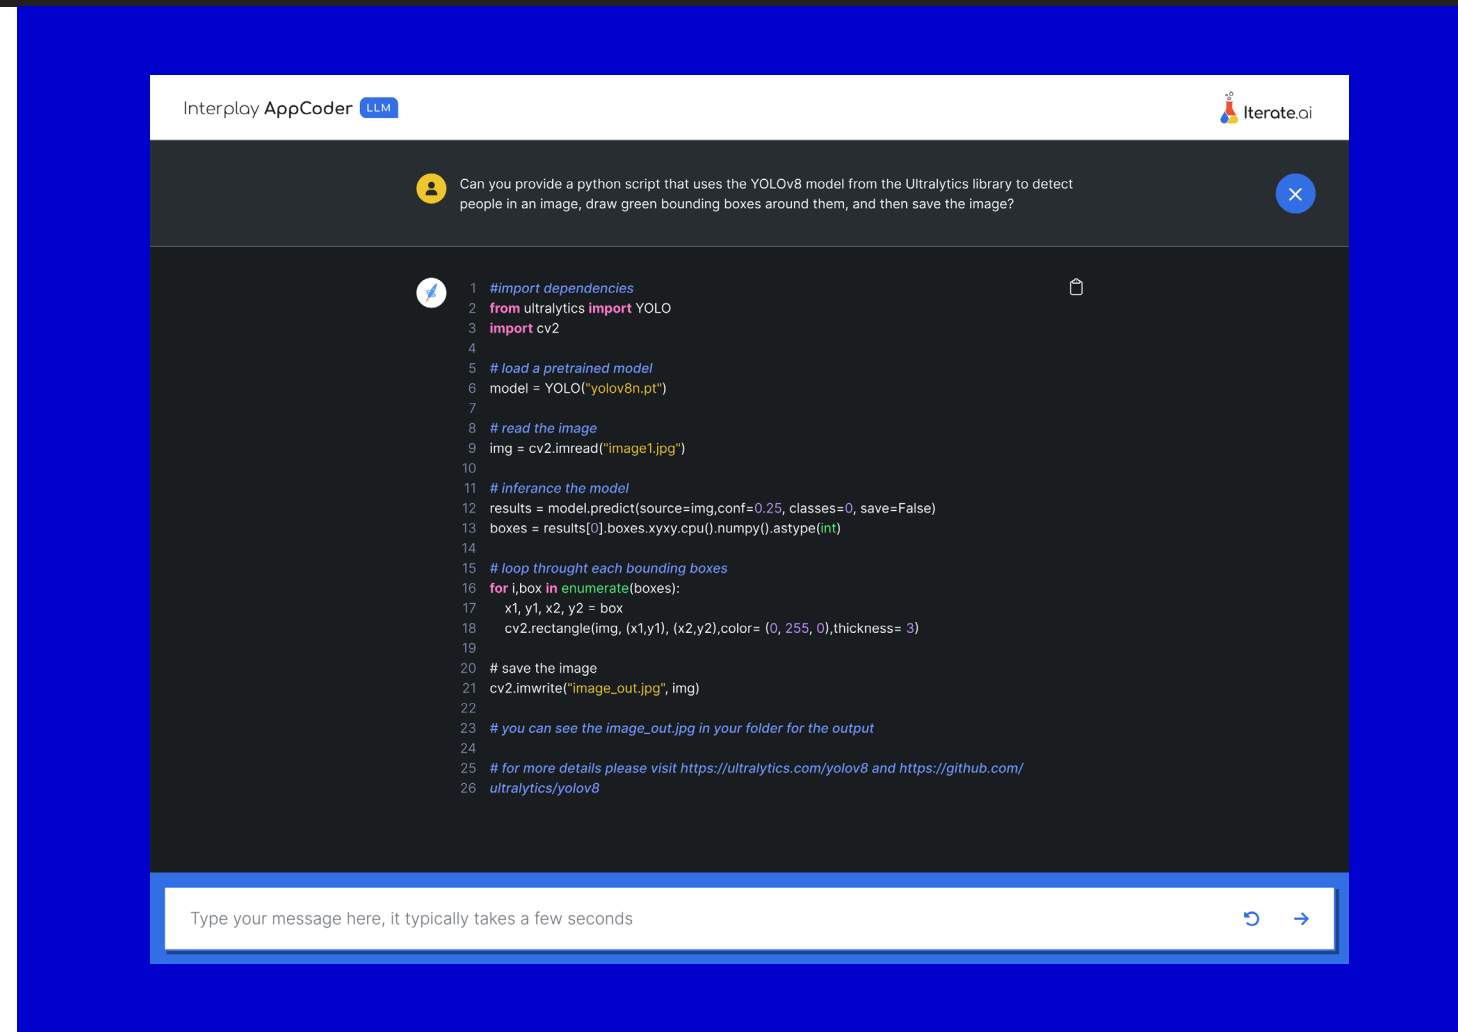 Interplay AppCoder LLM
Iterate.ai
Can you provide a python script that uses the YOLOv8 model from the Ultralytics library to detect
people in an image, draw green bounding boxes around them, and then save the image?
1 #import dependencies
2 from ultralytics import YOLO
3 import cv2
4
5 # load a pretrained model
6 model = YOLO("yolov8n.pt")
7
8 # read the image
9 img = cv2.imread("image1.jpg")
10
11 # inferance the model
12 results = model.predict(source=img,conf=0.25, classes=0, save=False)
13 boxes = results[0].boxes.xyxy.cpu().numpy().astype(int)
14
15 # loop throught each bounding boxes
16 for i,box in enumerate(boxes):
17 x1, y1, x2, y2 = box
18 cv2.rectangle(img, (x1,y1), (x2,y2),color= (0, 255, 0),thickness= 3)
19
20 # save the image
21 cv2.imwrite("image_out.jpg", img)
22
23 # you can see the image_out.jpg in your folder for the output
24
25 # for more details please visit https://ultralytics.com/yolov8 and https://github.com/
26 ultralytics/yolov8
Type your message here, it typically takes a few seconds